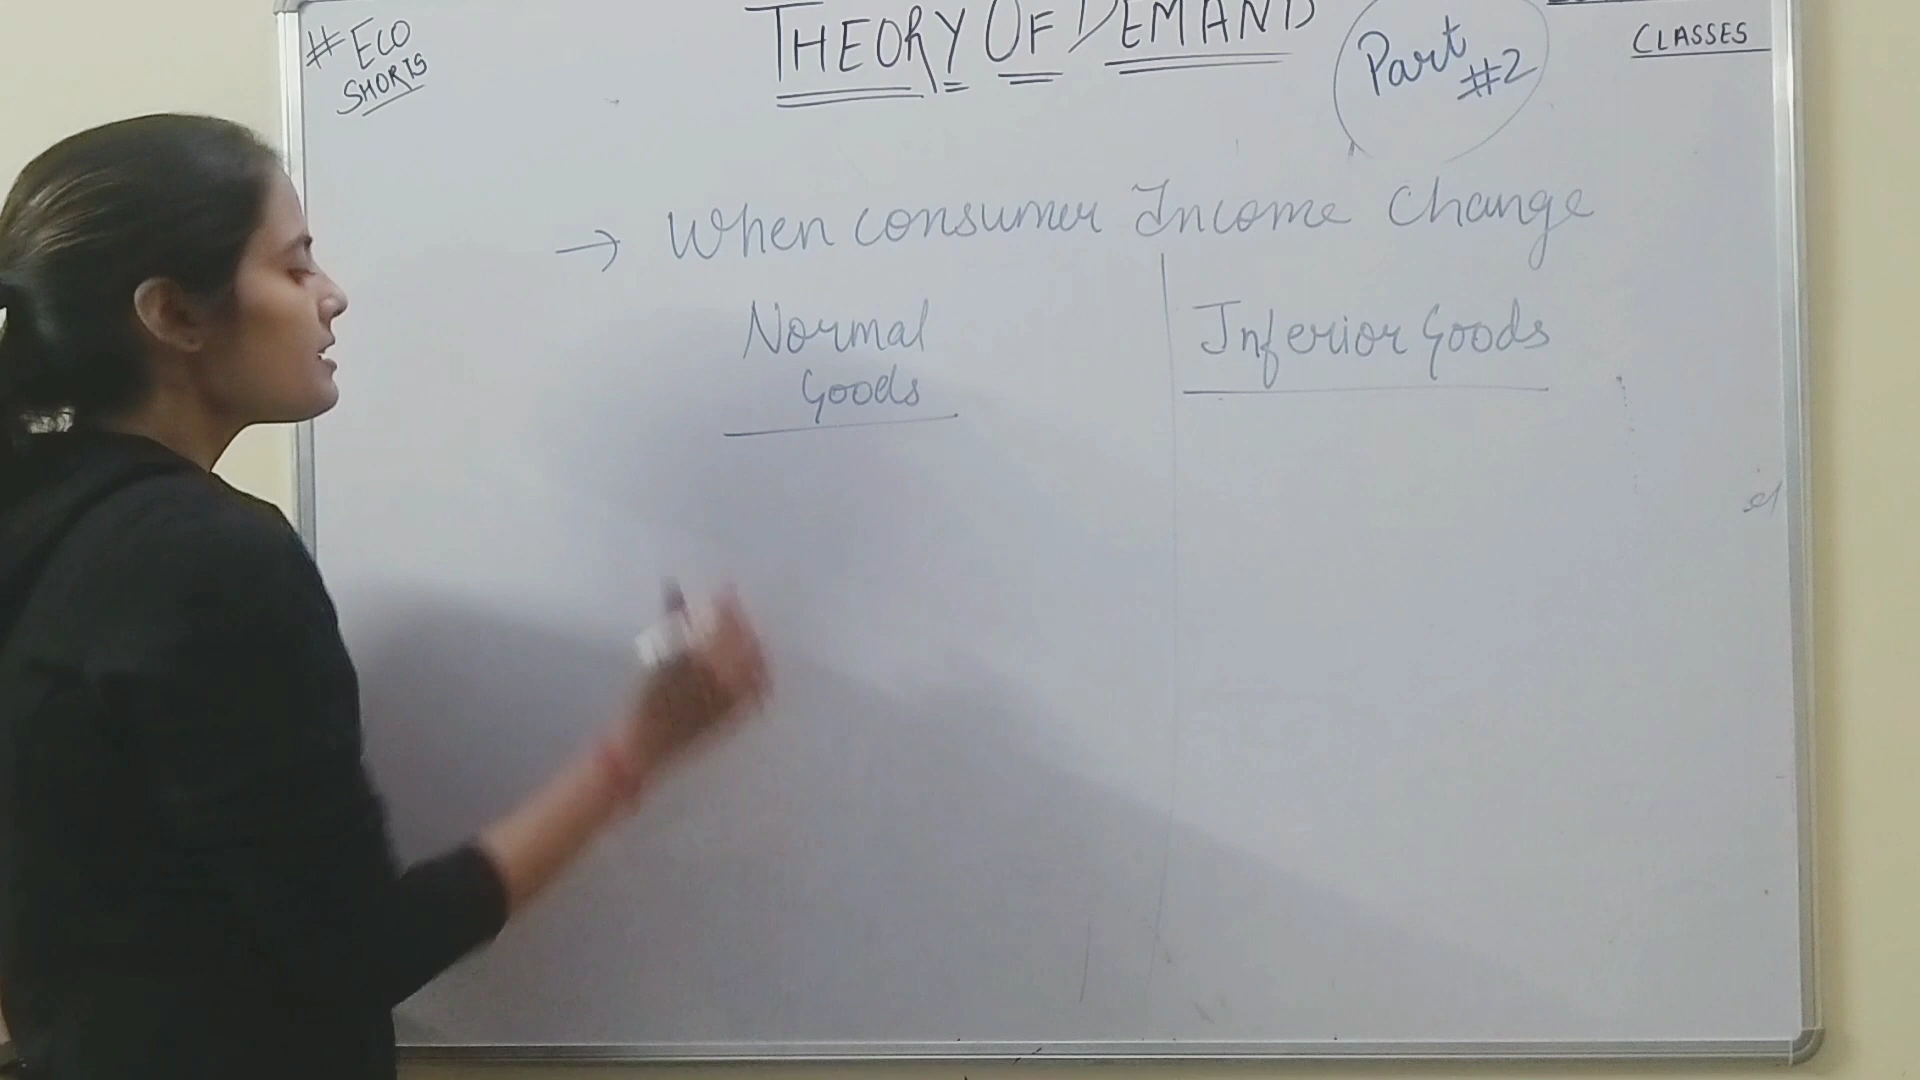 # ECO
SHORTS
THEORY OF DEMAND
Part
#2
CLASSES
→ When consumer Income Change
Normal
Goods
Inferior Goods